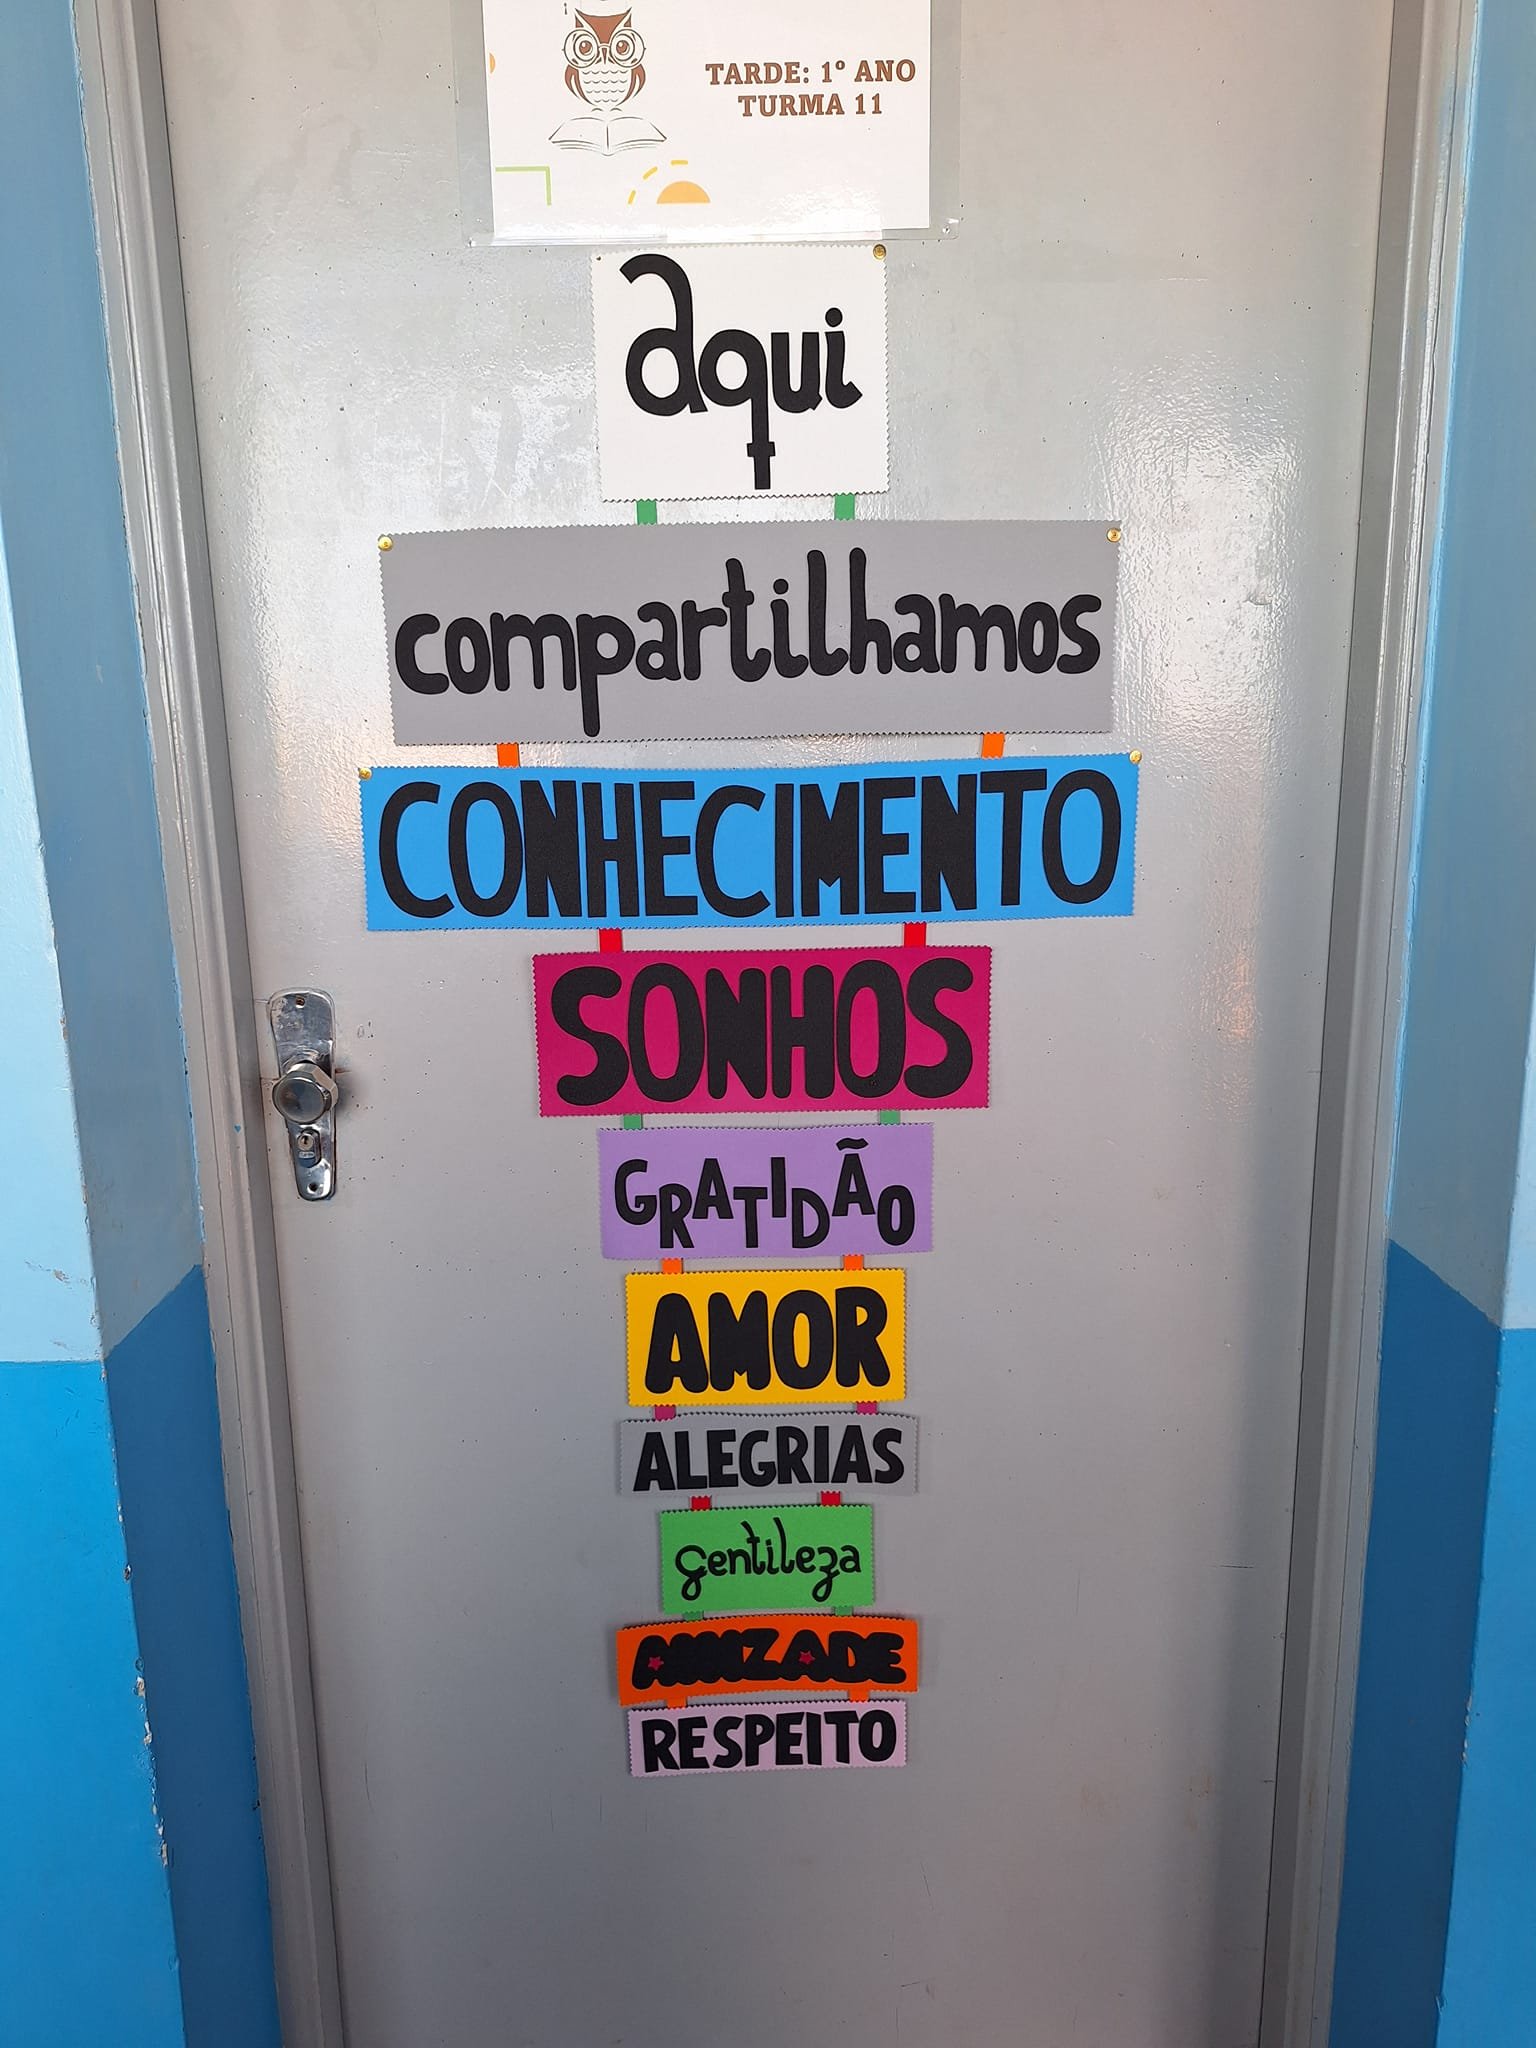 TARDE: 1º ANO
TURMA 11
aqui
compartilhamos
CONHECIMENTO
SONHOS
GRATIDÃO
AMOR
ALEGRIAS
gentileza
AMIZADE
RESPEITO